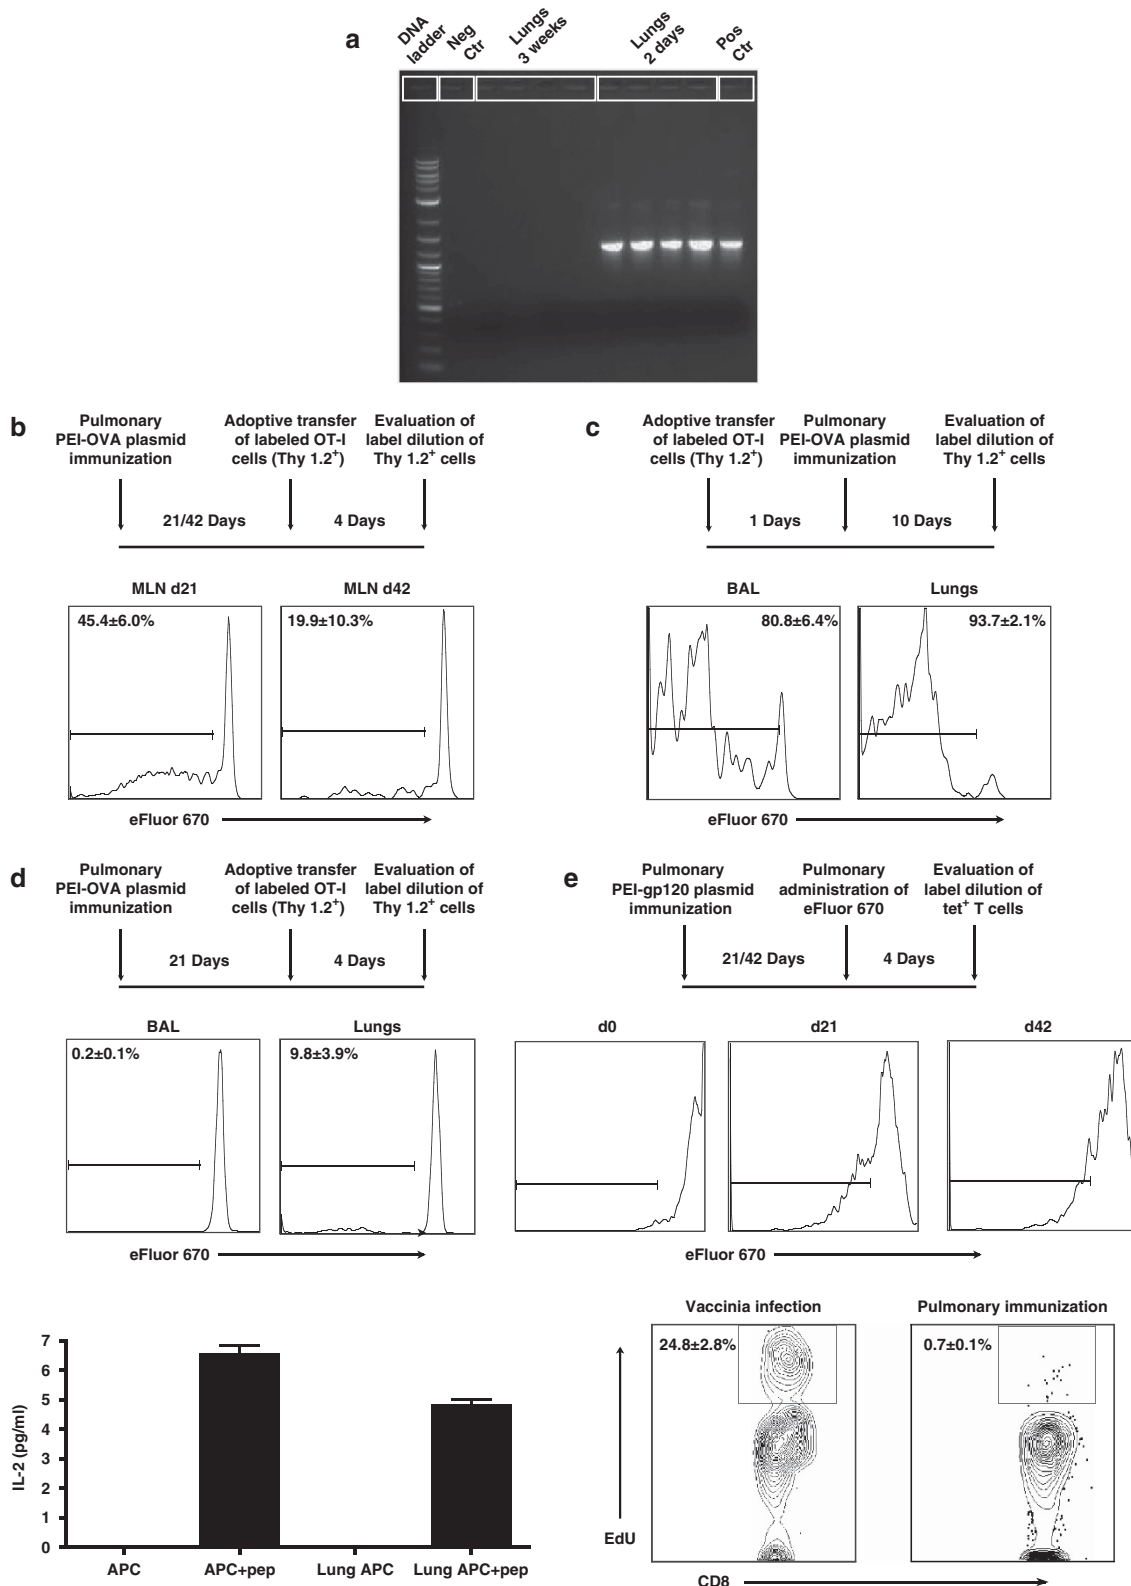 a
DNA
ladder
Neg
Ctr
Lungs
3 weeks
Lungs
2 days
Pos
Ctr
b
Pulmonary
PEI-OVA plasmid
immunization
Adoptive transfer
of labeled OT-I
cells (Thy 1.2+)
Evaluation of
label dilution of
Thy 1.2+ cells
21/42 Days
4 Days
MLN d21
MLN d42
45.4±6.0%
19.9±10.3%
eFluor 670
c
Adoptive transfer
of labeled OT-I
cells (Thy 1.2+)
Pulmonary
PEI-OVA plasmid
immunization
Evaluation of
label dilution of
Thy 1.2+ cells
1 Days
10 Days
BAL
Lungs
80.8±6.4%
93.7±2.1%
eFluor 670
d
Pulmonary
PEI-OVA plasmid
immunization
Adoptive transfer
of labeled OT-I
cells (Thy 1.2+)
Evaluation of
label dilution of
Thy 1.2+ cells
21 Days
4 Days
BAL
Lungs
0.2±0.1%
9.8±3.9%
eFluor 670
7
6
5
4
3
2
1
0
IL-2 (pg/ml)
APC
APC+pep
Lung APC
Lung APC+pep
e
Pulmonary
PEI-gp120 plasmid
immunization
Pulmonary
administration of
eFluor 670
Evaluation of
label dilution of
tet+ T cells
21/42 Days
4 Days
d0
d21
d42
eFluor 670
Vaccinia infection
Pulmonary immunization
24.8±2.8%
0.7±0.1%
EdU
CD8